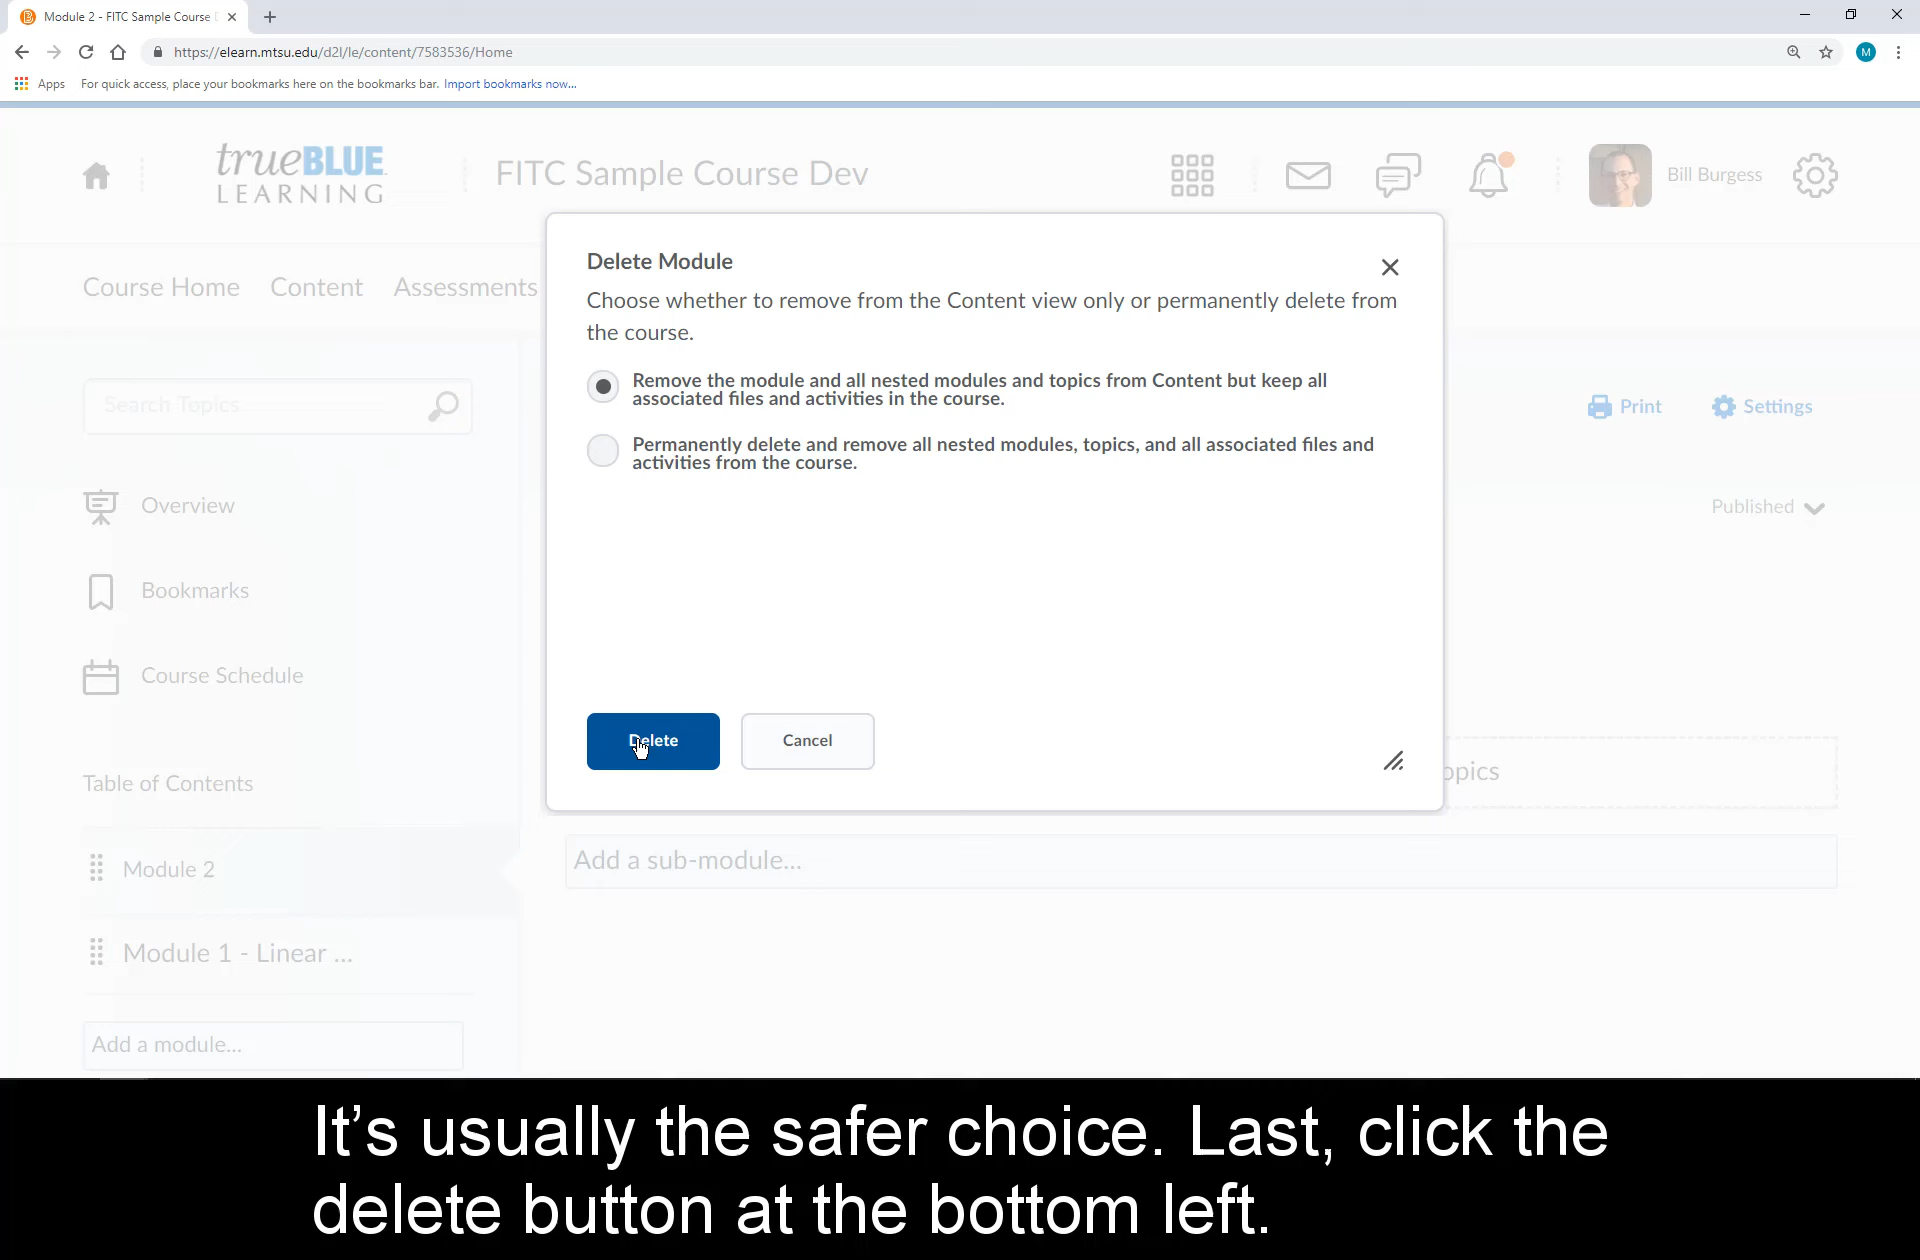 Module 2 - FITC Sample Course
https://elearn.mtsu.edu/d2l/le/content/7583536/Home
M
Apps For quick access, place your bookmarks here on the bookmarks bar. Import bookmarks now...
trueBLUE
LEARNING
FITC Sample Course Dev
Bill Burgess
Course Home Content Assessments
Delete Module
Choose whether to remove from the Content view only or permanently delete from
the course.
Remove the module and all nested modules and topics from Content but keep all
associated files and activities in the course.
Permanently delete and remove all nested modules, topics, and all associated files and
activities from the course.
Delete Cancel
Search Topics
Print Settings
Overview
Published
Bookmarks
Course Schedule
Table of Contents
opics
Module 2
Add a sub-module...
Module 1 - Linear ...
Add a module...
It’s usually the safer choice. Last, click the
delete button at the bottom left.